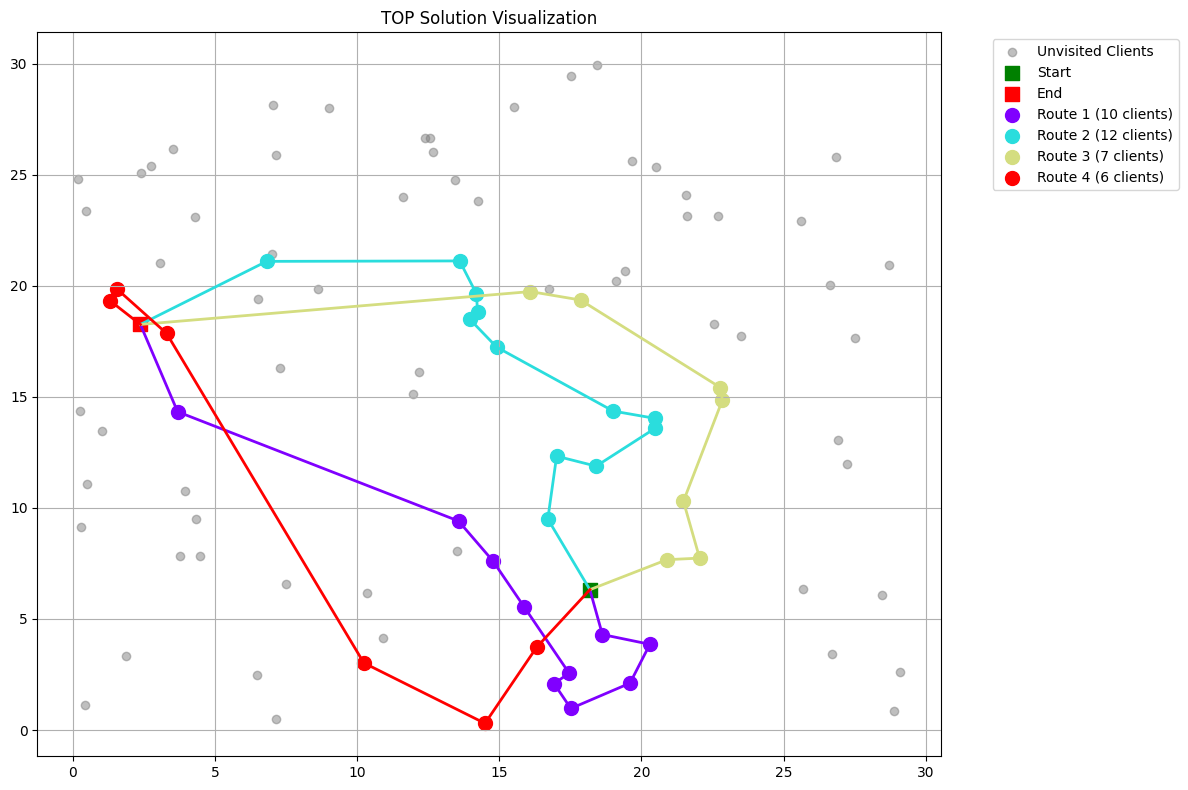 TOP Solution Visualization
Unvisited Clients
Start
End
Route 1 (10 clients)
Route 2 (12 clients)
Route 3 (7 clients)
Route 4 (6 clients)
30
25
20
15
10
5
0
0 5 10 15 20 25 30